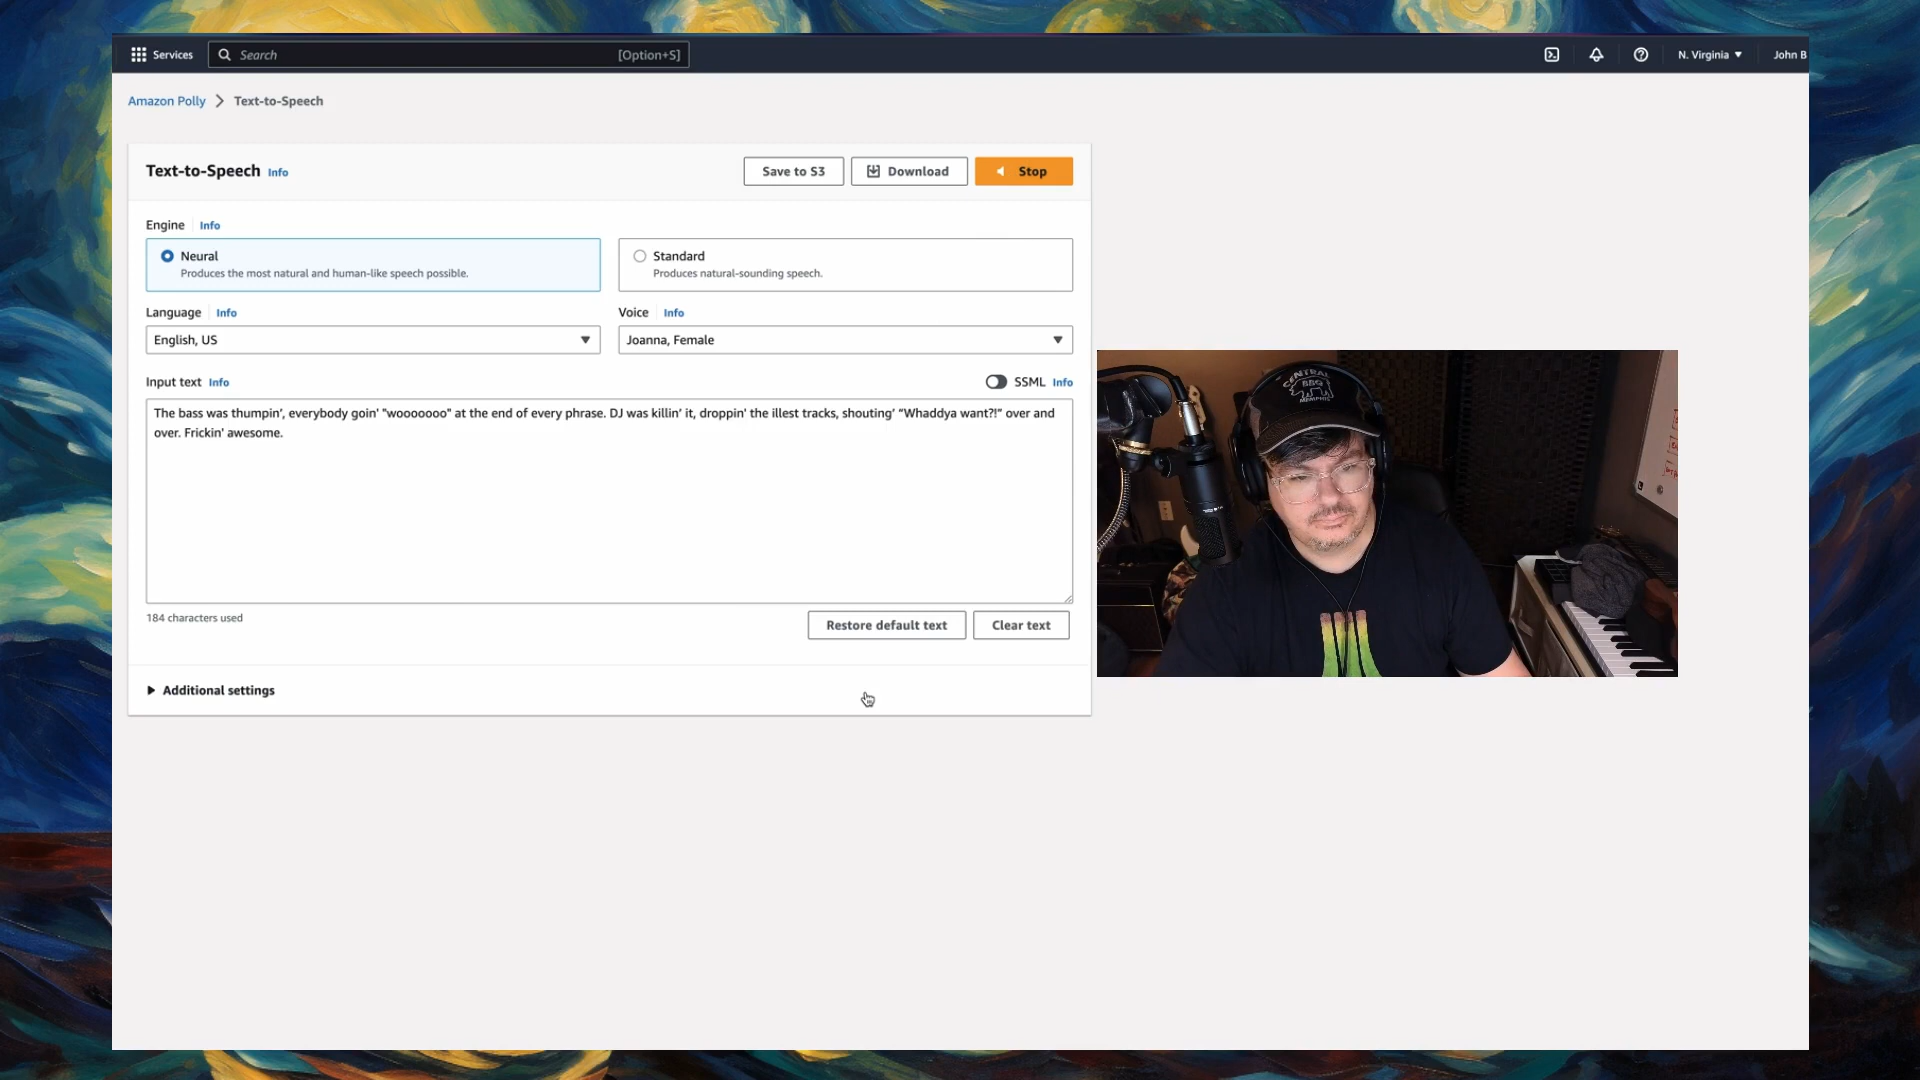 Services
Search
[Option+S]
N. Virginia
John B
Amazon Polly
Text-to-Speech
Text-to-Speech Info
Save to S3
Download
Stop
Engine Info
Neural
Produces the most natural and human-like speech possible.
Standard
Produces natural-sounding speech.
Language Info
Voice Info
English, US
Joanna, Female
Input text Info
SSML Info
The bass was thumpin', everybody goin' "wooooooo" at the end of every phrase. DJ was killin' it, droppin' the illest tracks, shouting’ “Whaddya want?!” over and
over. Frickin' awesome.
184 characters used
Restore default text
Clear text
Additional settings
CENTRAL
BBQ
MEMPHIS